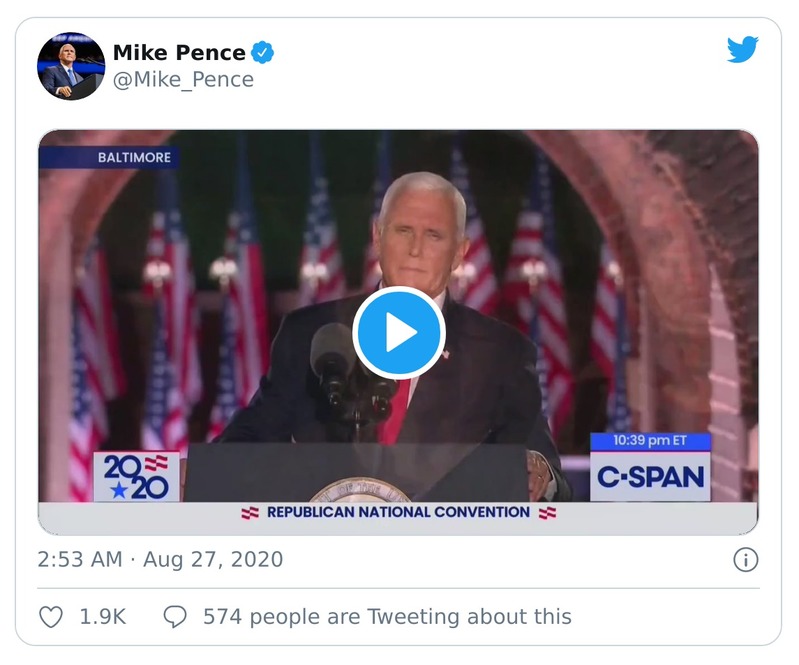 Mike Pence
@Mike_Pence
BALTIMORE
10:39 pm ET
2020
C-SPAN
REPUBLICAN NATIONAL CONVENTION
2:53 AM · Aug 27, 2020
1.9K 574 people are Tweeting about this